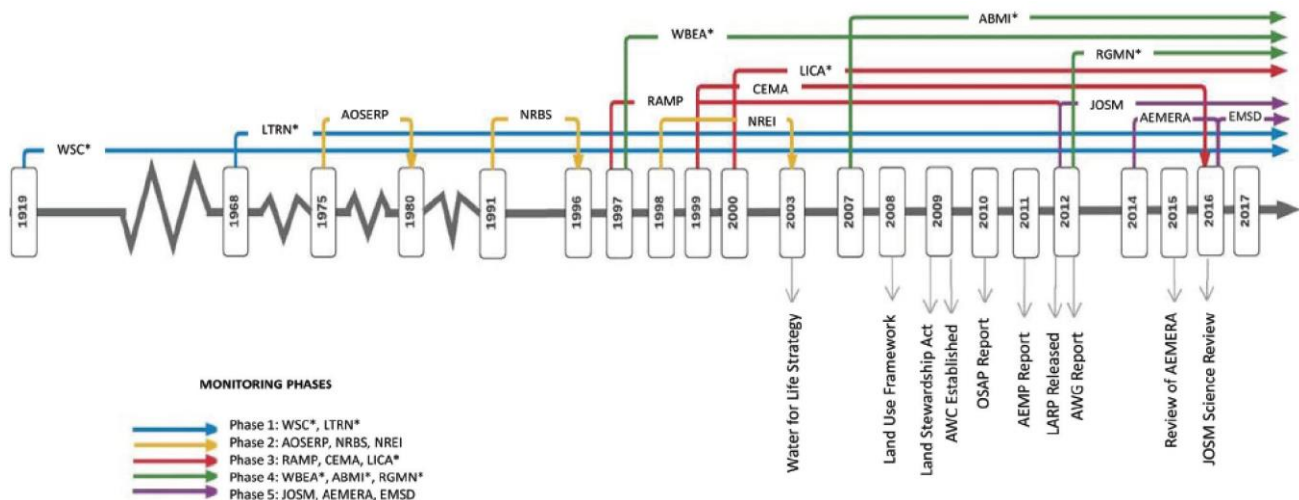 ABMI*
WBEA*
RGMN*
LICA*
CEMA
RAMP
JOSM
AOSERP
NRBS
NREI
AEMERA
EMSD
LTRN*
WSC*
1919
1968
1975
1980
1991
1996
1997
1998
1999
2000
2003
2007
2008
2009
2010
2011
2012
2014
2015
2016
2017
Water for Life Strategy
Land Use Framework
Land Stewardship Act
AWC Established
OSAP Report
AEMP Report
LARP Released
AWG Report
Review of AEMERA
JOSM Science Review
MONITORING PHASES
Phase 1: WSC*, LTRN*
Phase 2: AOSERP, NRBS, NREI
Phase 3: RAMP, CEMA, LICA*
Phase 4: WBEA*, ABMI*, RGMN*
Phase 5: JOSM, AEMERA, EMSD